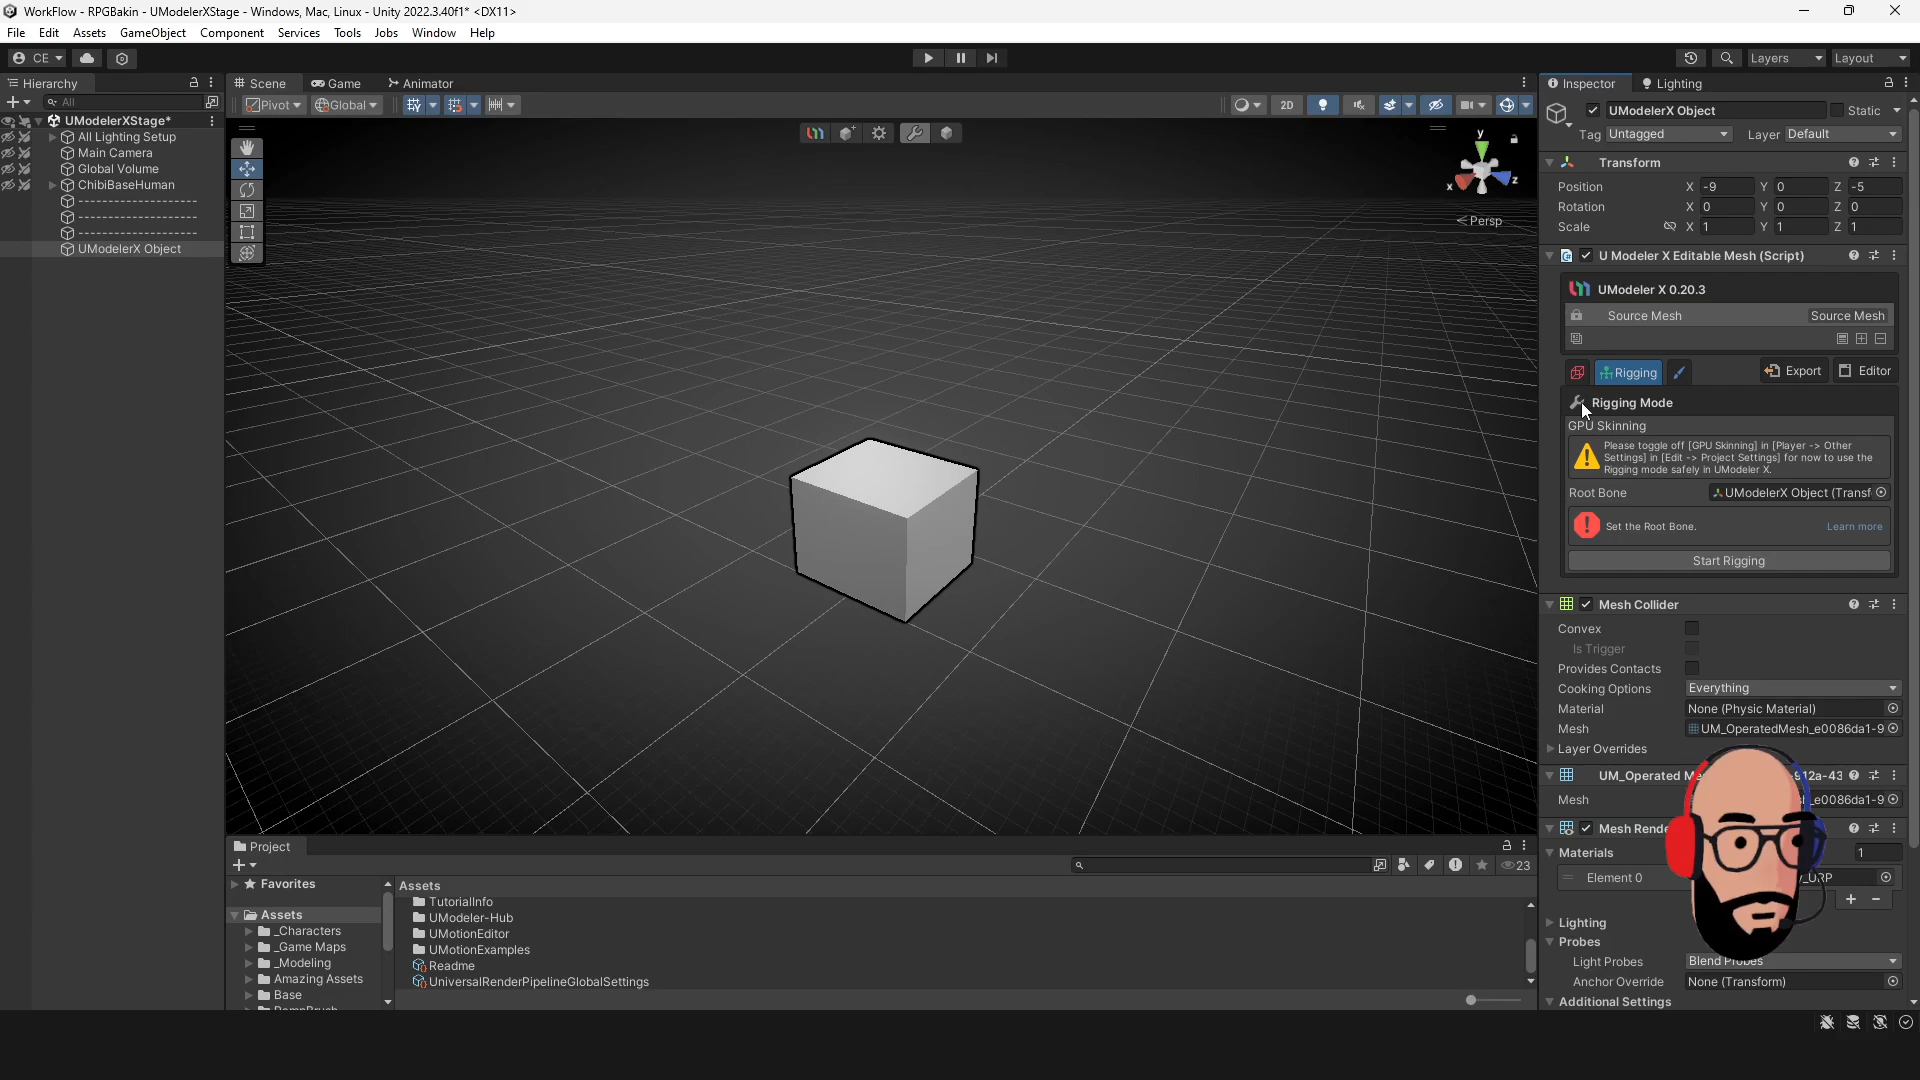 WorkFlow - RPGBakin - UModelerXStage - Windows, Mac, Linux - Unity 2022.3.40f1* <DX11>
File Edit Assets GameObject Component Services Tools Jobs Window Help
CE
Layers
Layout
Hierarchy
All
UModelerXStage*
All Lighting Setup
Main Camera
Global Volume
ChibiBaseHuman
--------------------
--------------------
--------------------
UModelerX Object
Scene
Game
Animator
Pivot
Global
2D
y
x
z
Persp
Inspector
Lighting
UModelerX Object
Static
Tag Untagged
Layer Default
Transform
Position X -9 Y 0 Z -5
Rotation X 0 Y 0 Z 0
Scale X 1 Y 1 Z 1
U Modeler X Editable Mesh (Script)
UModeler X 0.20.3
Source Mesh Source Mesh
Rigging
Export
Editor
Rigging Mode
GPU Skinning
Please toggle off [GPU Skinning] in [Player -> Other
Settings] in [Edit -> Project Settings] for now to use the
Rigging mode safely in UModeler X.
Root Bone UModelerX Object (Transf
Set the Root Bone. Learn more
Start Rigging
Mesh Collider
Convex
Is Trigger
Provides Contacts
Cooking Options Everything
Material None (Physic Material)
Mesh UM_OperatedMesh_e0086da1-9
Layer Overrides
UM_Operated Me 912a-43
Mesh _e0086da1-9
Mesh Rende
Materials 1
Element 0 _URP
Lighting
Probes
Light Probes Blend Probes
Anchor Override None (Transform)
Additional Settings
Project
23
Favorites
Assets
_Characters
_Game Maps
_Modeling
Amazing Assets
Base
Assets
TutorialInfo
UModeler-Hub
UMotionEditor
UMotionExamples
Readme
UniversalRenderPipelineGlobalSettings